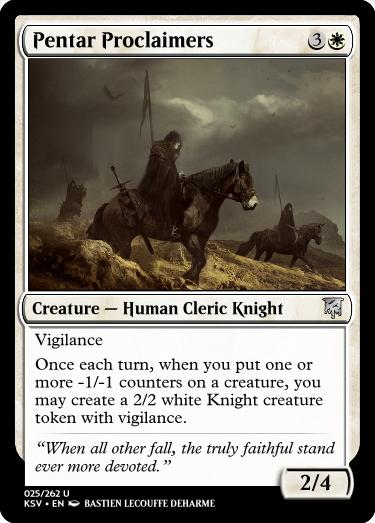 Pentar Proclaimers 3
Creature — Human Cleric Knight
Vigilance
Once each turn, when you put one or
more -1/-1 counters on a creature, you
may create a 2/2 white Knight creature
token with vigilance.
“When all other fall, the truly faithful stand
ever more devoted.”
2/4
025/262 U
KSV • EN BASTIEN LECOUFFE DEHARME